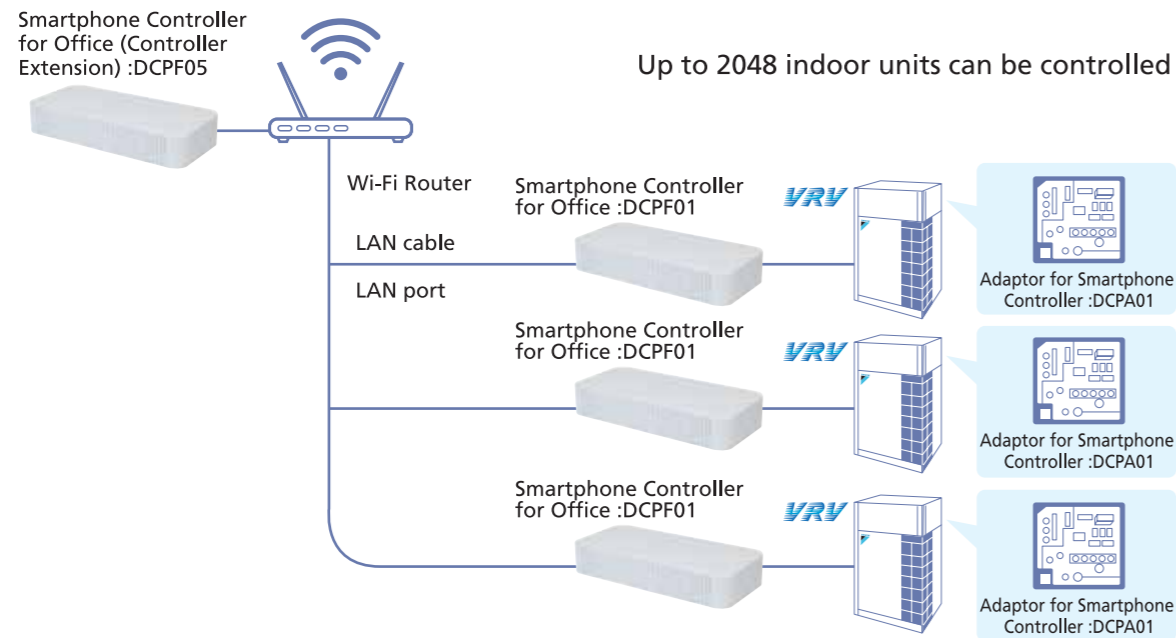 Smartphone Controller
for Office (Controller
Extension) :DCPF05
Up to 2048 indoor units can be controlled
Wi-Fi Router
LAN cable
LAN port
Smartphone Controller
for Office :DCPF01
VRV
Adaptor for Smartphone
Controller :DCPA01
Smartphone Controller
for Office :DCPF01
VRV
Adaptor for Smartphone
Controller :DCPA01
Smartphone Controller
for Office :DCPF01
VRV
Adaptor for Smartphone
Controller :DCPA01